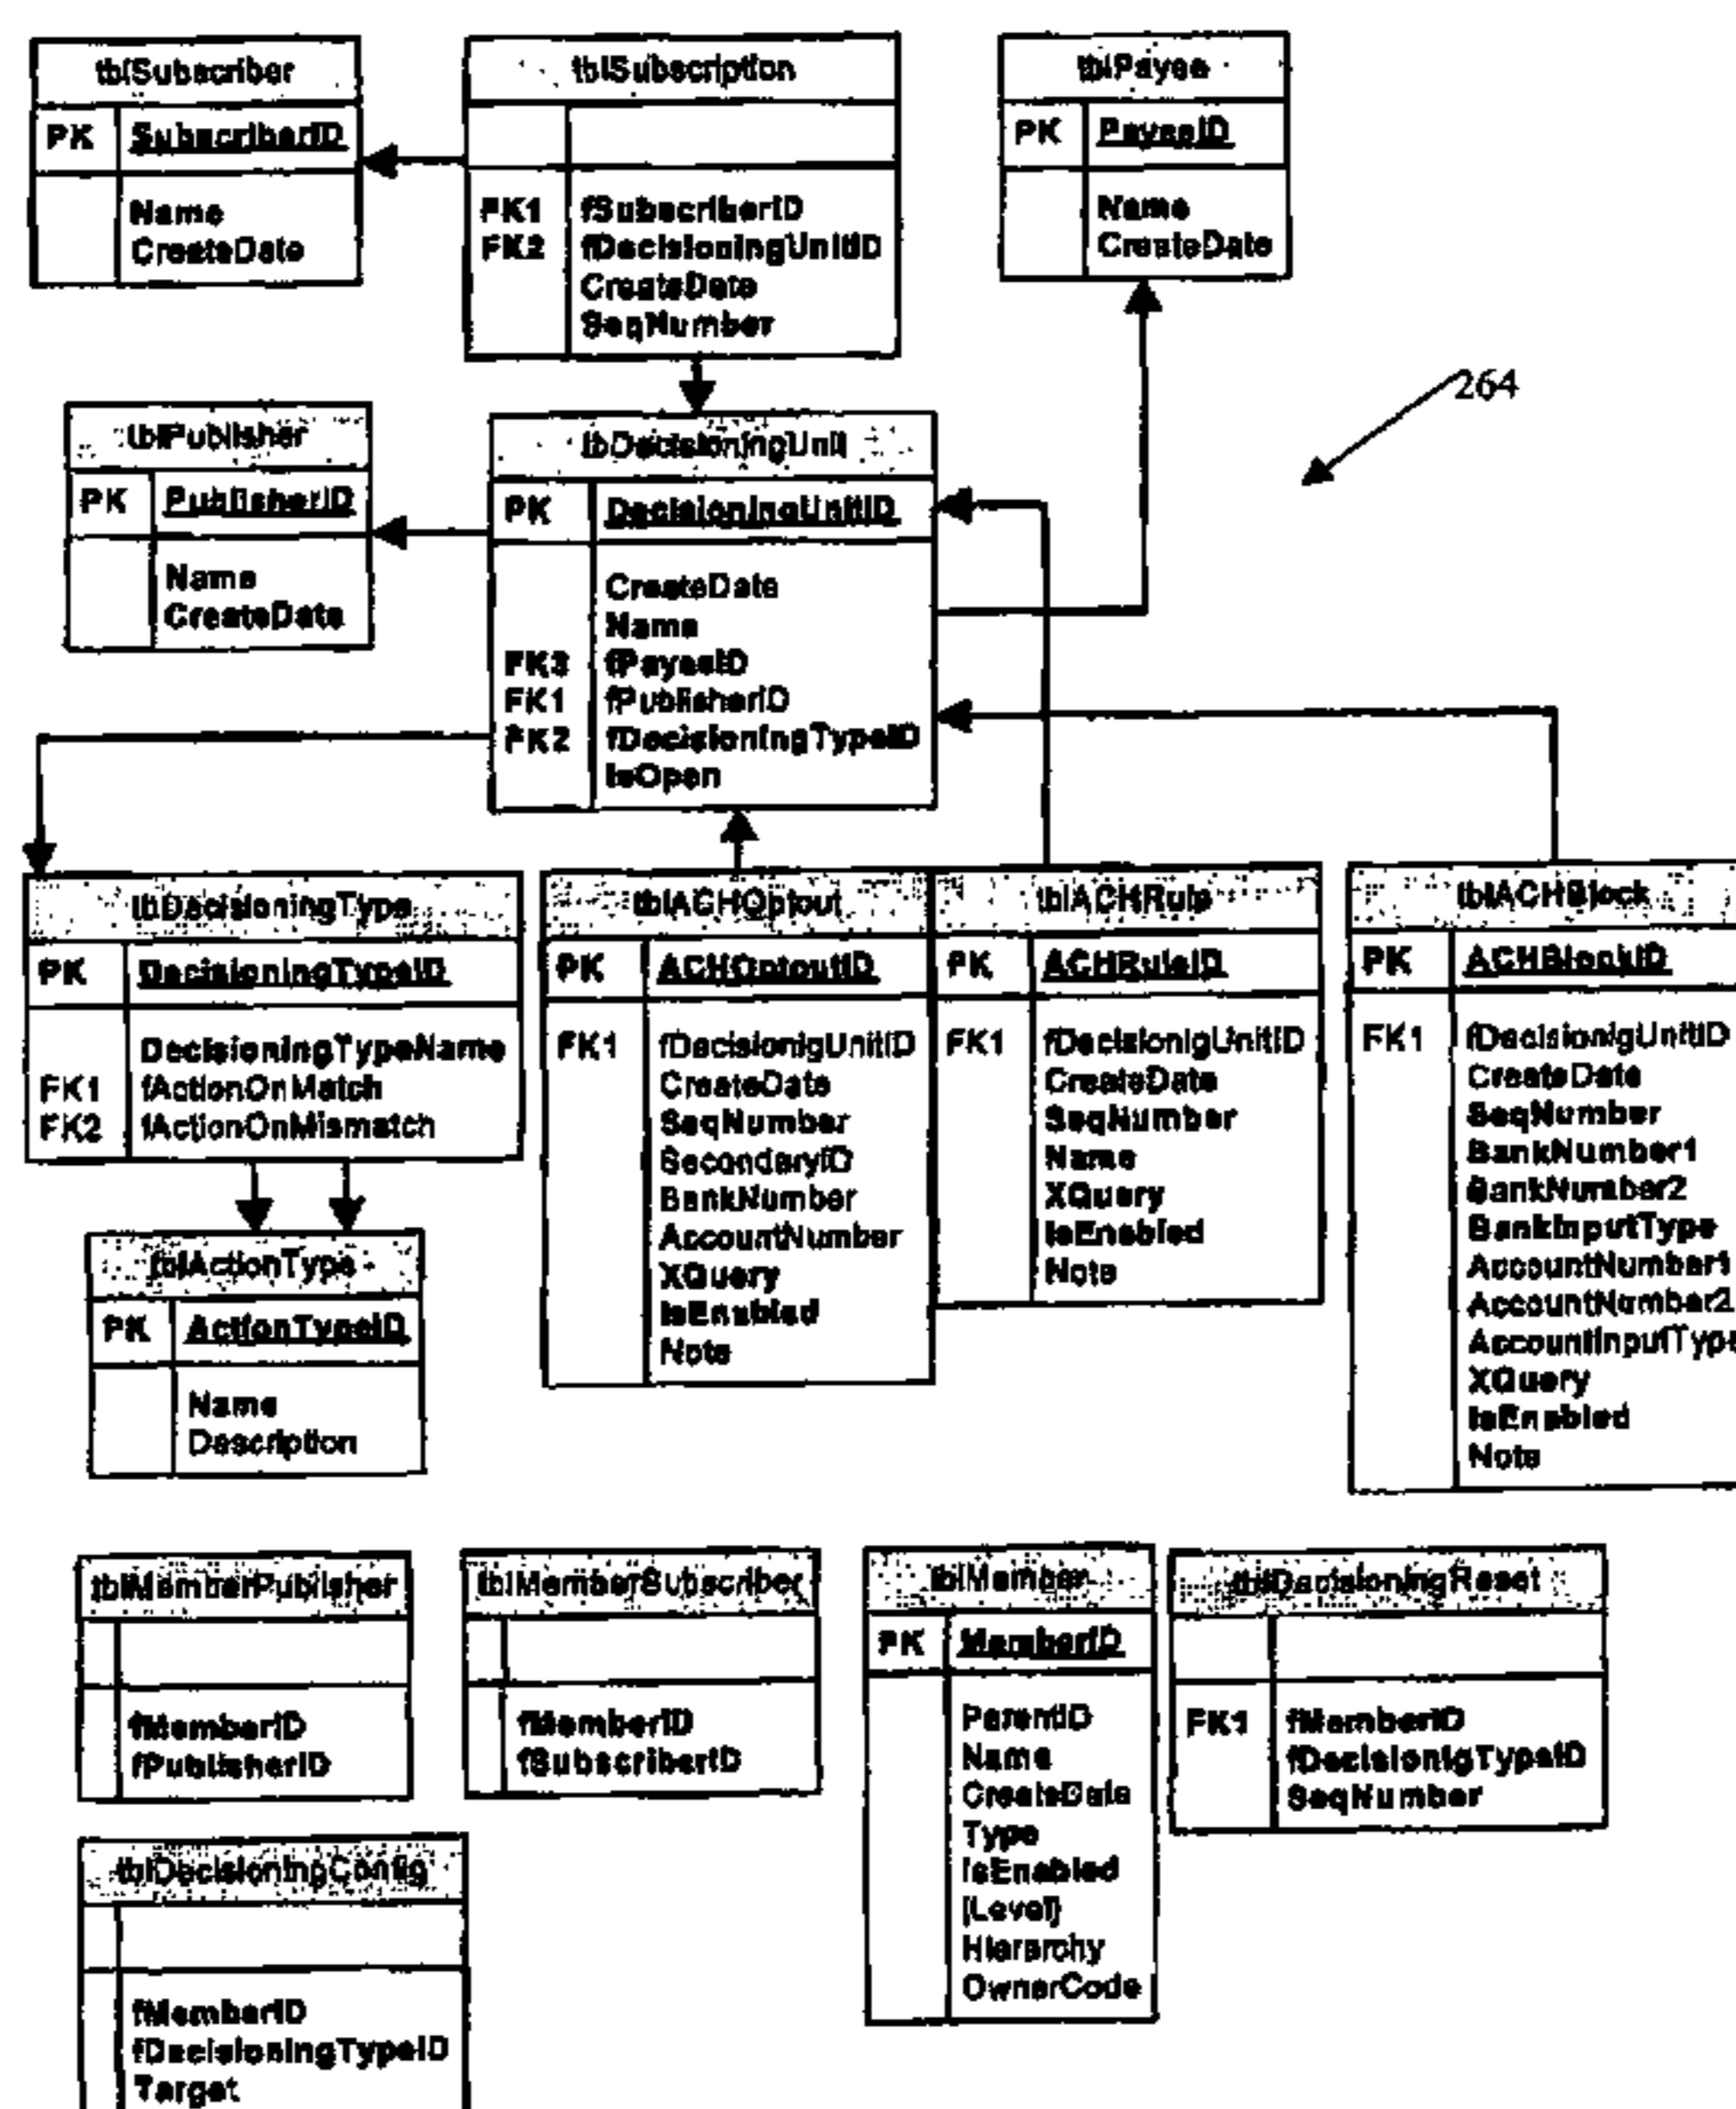 tblSubscriber
PK SubscriberID
Name
CreateDate
tblSubscription
FK1 fSubscriberID
FK2 fDecisioningUnitID
CreateDate
SeqNumber
tblPayee
PK PayeeID
Name
CreateDate
264
tblPublisher
PK PublisherID
Name
CreateDate
tbDecisioningUnit
PK DecisioningUnitID
CreateDate
Name
FK3 fPayeeID
FK1 fPublisherID
FK2 fDecisioningTypeID
IsOpen
tbDecisioningType
PK DecisioningTypeID
DecisioningTypeName
FK1 fActionOnMatch
FK2 fActionOnMismatch
tblACHOptout
PK ACHOptoutID
FK1 fDecisionigUnitID
CreateDate
SeqNumber
SecondaryID
BankNumber
AccountNumber
XQuery
IsEnabled
Note
tblACHRule
PK ACHRuleID
FK1 fDecisionigUnitID
CreateDate
SeqNumber
Name
XQuery
IsEnabled
Note
tblACHBlock
PK ACHBlockID
FK1 fDecisionigUnitID
CreateDate
SeqNumber
BankNumber1
BankNumber2
BankInputType
AccountNumber1
AccountNumber2
AccountInputType
XQuery
IsEnabled
Note
tblActionType
PK ActionTypeID
Name
Description
tblMemberPublisher
fMemberID
fPublisherID
tblMemberSubscriber
fMemberID
fSubscriberID
tblMember
PK MemberID
ParentID
Name
CreateDate
Type
IsEnabled
[Level]
Hierarchy
OwnerCode
tblDecisioningReset
FK1 fMemberID
fDecisionigTypeID
SeqNumber
tblDecisioningConfig
fMemberID
fDecisioningTypeID
Target